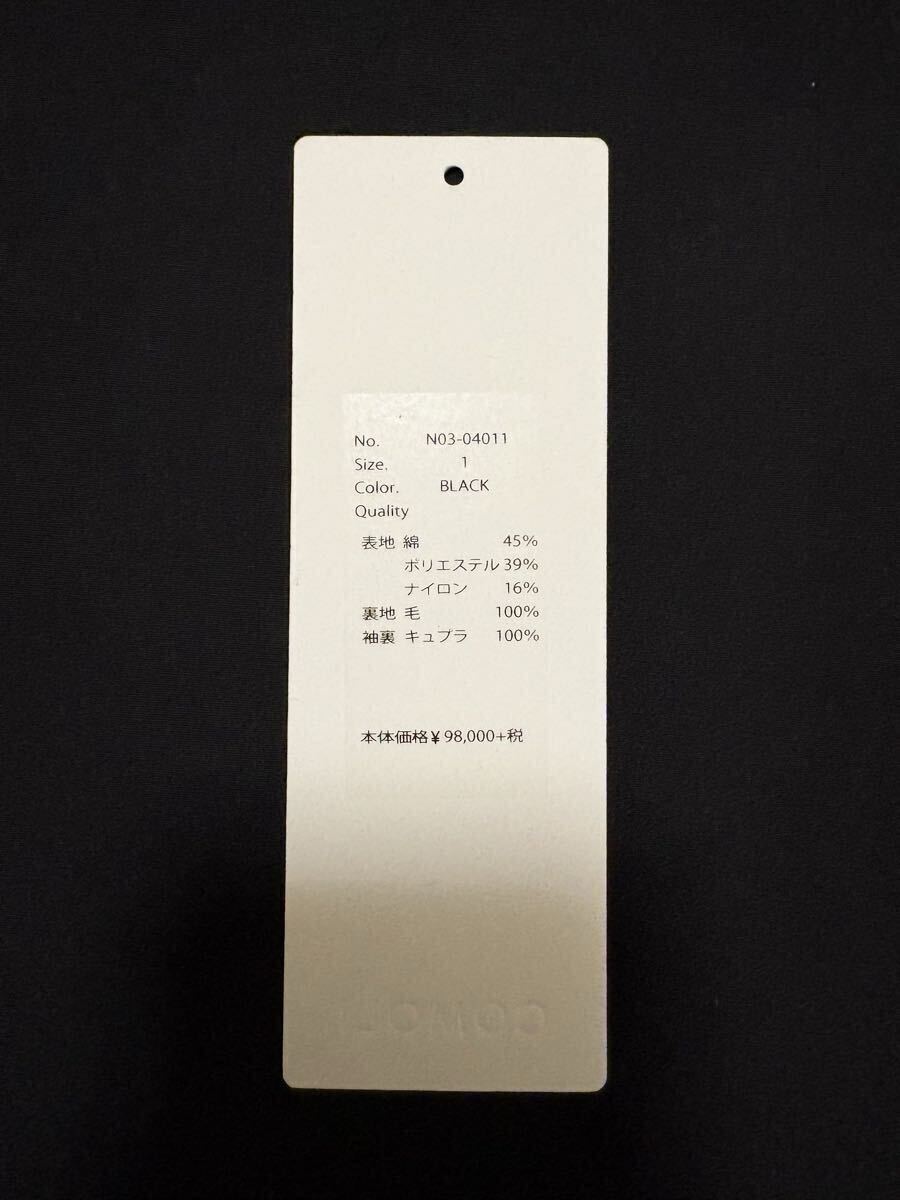 No. N03-04011
Size. 1
Color. BLACK
Quality
表地 綿 45%
ポリエステル 39%
ナイロン 16%
裏地 毛 100%
袖裏 キュプラ 100%
本体価格¥98,000+税
COMOLI